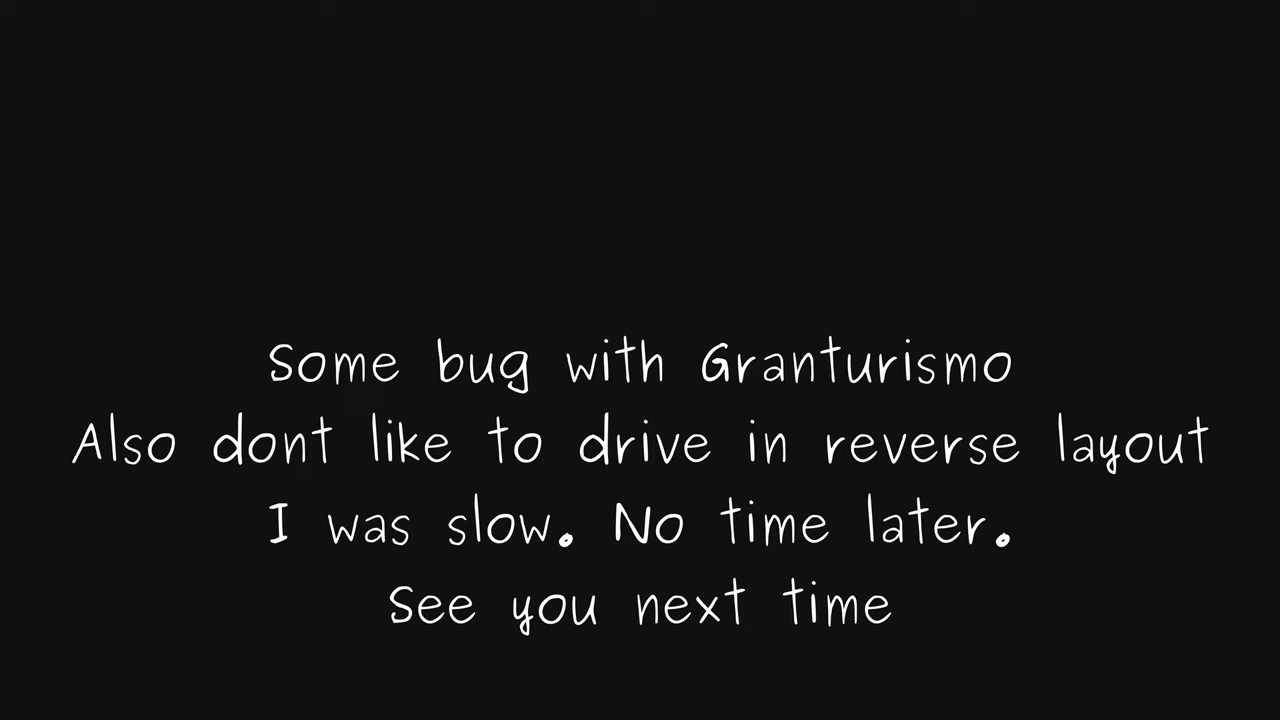 Some bug with Granturismo
Also dont like to drive in reverse layout
I was slow. No time later.
See you next time